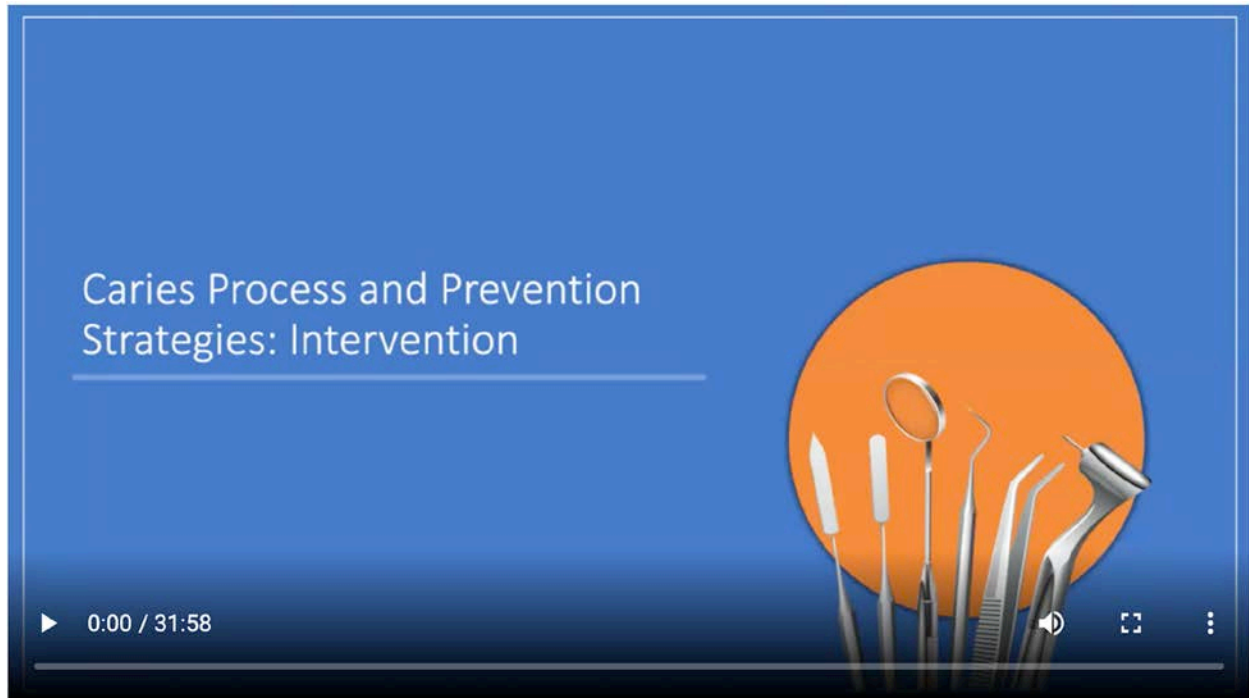 Caries Process and Prevention
Strategies: Intervention
0:00 / 31:58